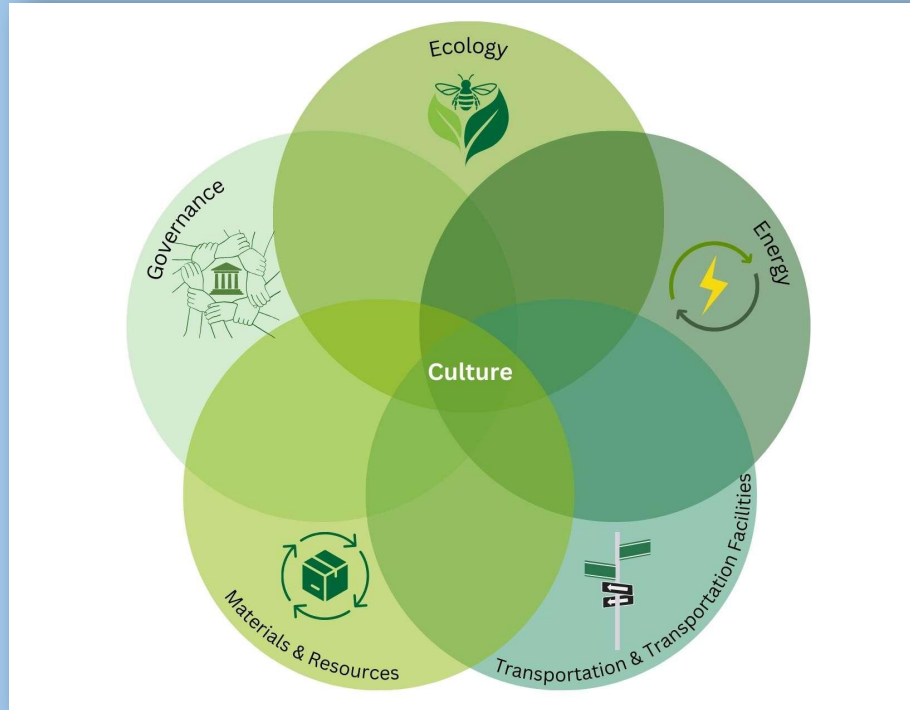 Ecology
Governance
Energy
Culture
Materials & Resources
Transportation & Transportation Facilities